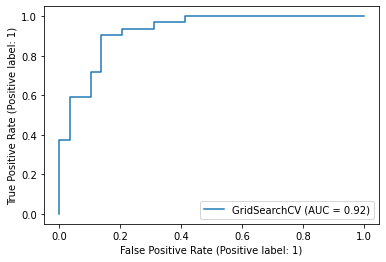 1.0
0.8
0.6
0.4
0.2
0.0
True Positive Rate (Positive label: 1)
GridSearchCV (AUC = 0.92)
0.0 0.2 0.4 0.6 0.8 1.0
False Positive Rate (Positive label: 1)